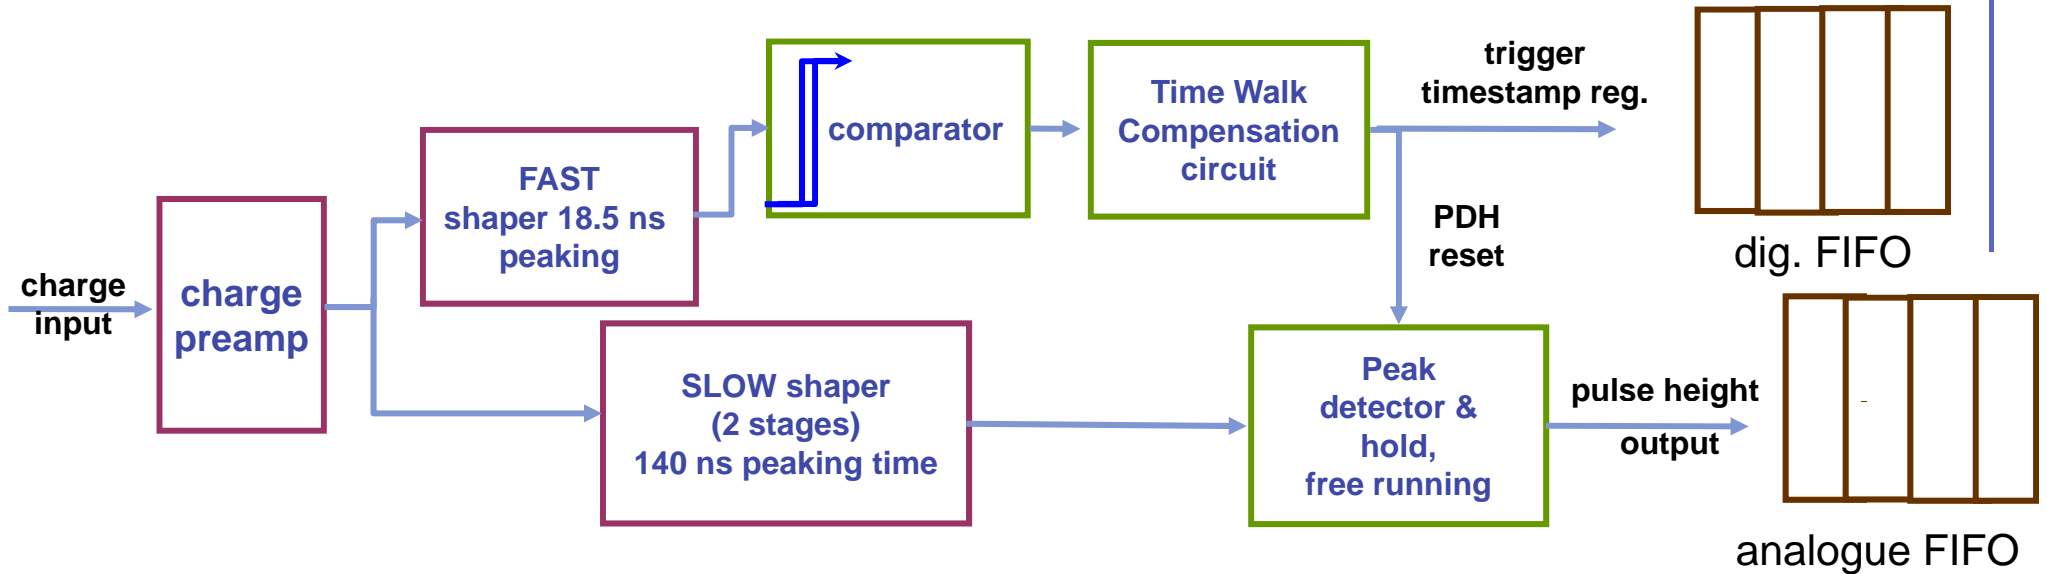 charge
input
charge
preamp
FAST
shaper 18.5 ns
peaking
SLOW shaper
(2 stages)
140 ns peaking time
comparator
Time Walk
Compensation
circuit
trigger
timestamp reg.
PDH
reset
Peak
detector &
hold,
free running
pulse height
output
dig. FIFO
analogue FIFO